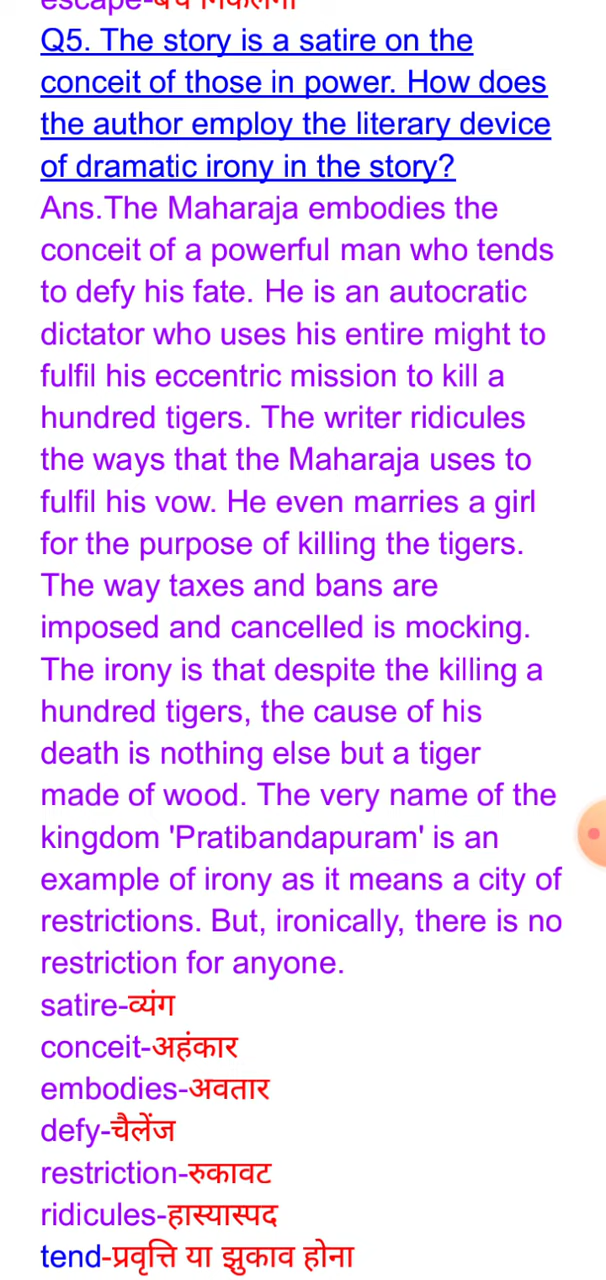 escape-बच निकलना
Q5. The story is a satire on the
conceit of those in power. How does
the author employ the literary device
of dramatic irony in the story?
Ans.The Maharaja embodies the
conceit of a powerful man who tends
to defy his fate. He is an autocratic
dictator who uses his entire might to
fulfil his eccentric mission to kill a
hundred tigers. The writer ridicules
the ways that the Maharaja uses to
fulfil his vow. He even marries a girl
for the purpose of killing the tigers.
The way taxes and bans are
imposed and cancelled is mocking.
The irony is that despite the killing a
hundred tigers, the cause of his
death is nothing else but a tiger
made of wood. The very name of the
kingdom 'Pratibandapuram' is an
example of irony as it means a city of
restrictions. But, ironically, there is no
restriction for anyone.
satire-व्यंग
conceit-अहंकार
embodies-अवतार
defy-चैलेंज
restriction-रुकावट
ridicules-हास्यास्पद
tend-प्रवृत्ति या झुकाव होना